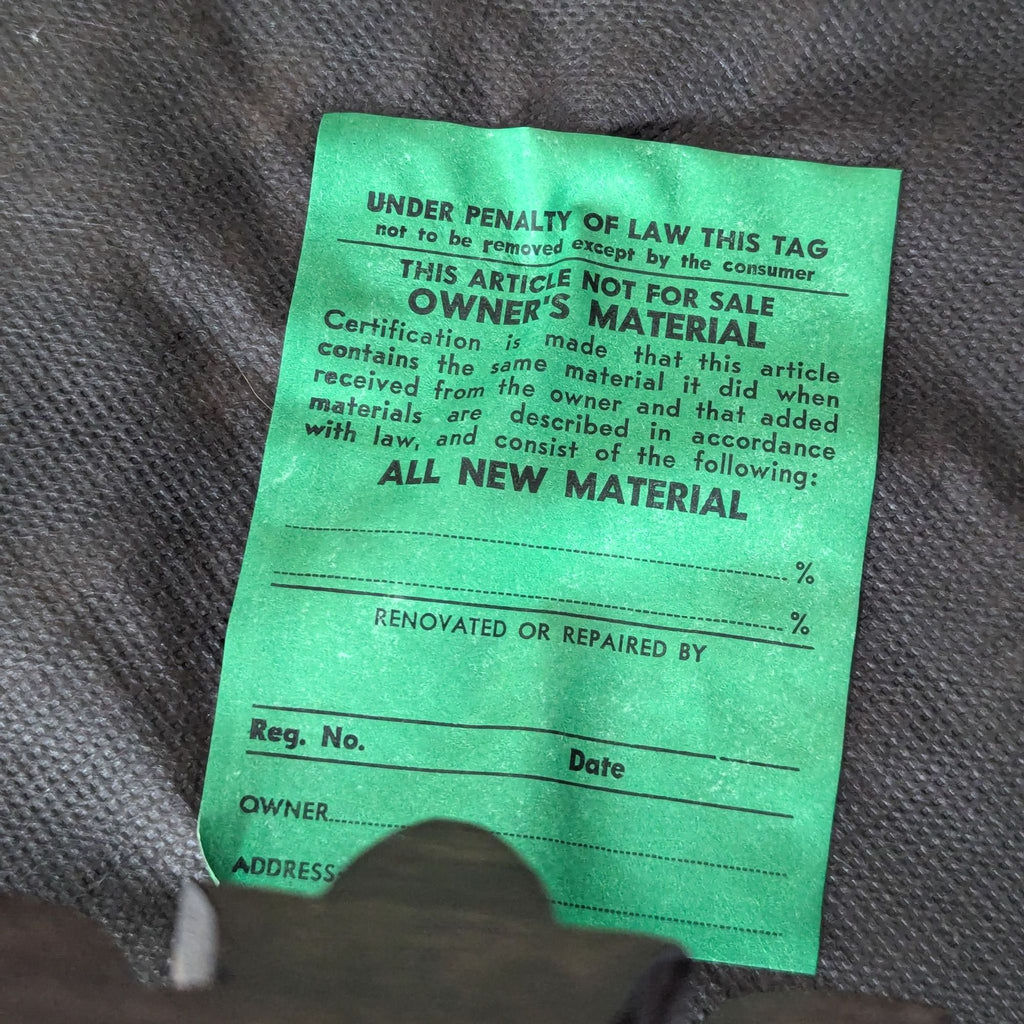 UNDER PENALTY OF LAW THIS TAG
not to be removed except by the consumer
THIS ARTICLE NOT FOR SALE
OWNER'S MATERIAL
Certification is made that this article
contains the same material it did when
received from the owner and that added
materials are described in accordance
with law, and consist of the following:
ALL NEW MATERIAL
%
%
RENOVATED OR REPAIRED BY
Reg. No. Date
OWNER
ADDRESS